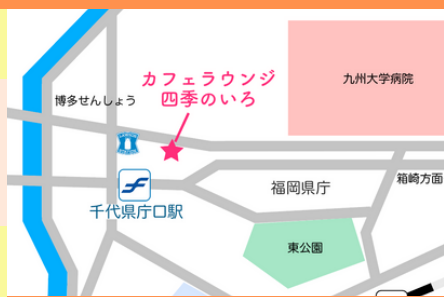 カフェラウンジ
四季のいろ
九州大学病院
博多せんしょう
箱崎方面
福岡県庁
千代県庁口駅
東公園